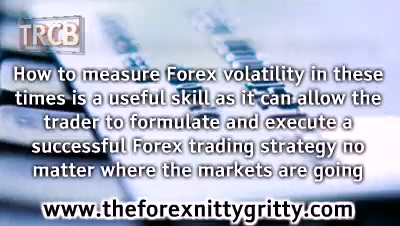 TRCB
How to measure Forex volatility in these
times is a useful skill as it can allow the
trader to formulate and execute a
successful Forex trading strategy no
matter where the markets are going
www.theforexnittygritty.com